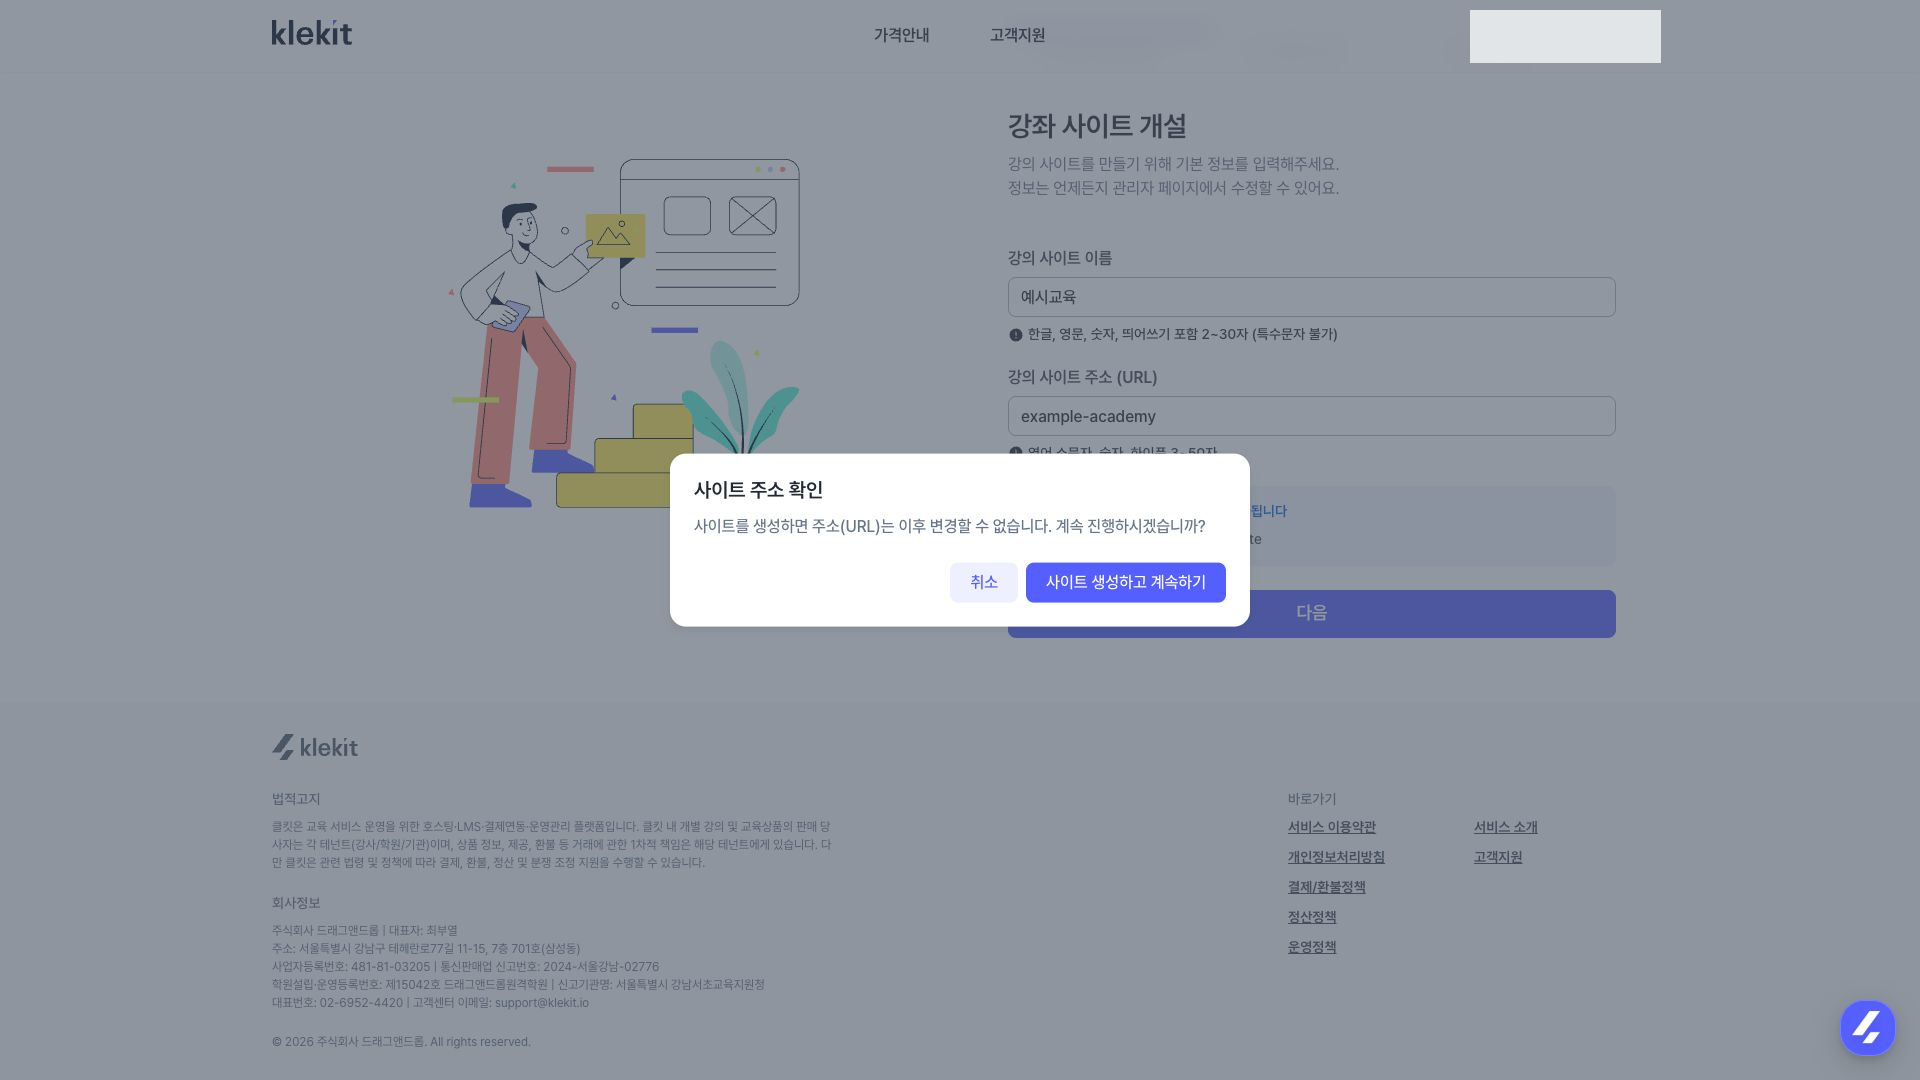 klekit
가격안내
고객지원
강좌 사이트 개설
강의 사이트를 만들기 위해 기본 정보를 입력해주세요.
정보는 언제든지 관리자 페이지에서 수정할 수 있어요.
강의 사이트 이름
예시교육
한글, 영문, 숫자, 띄어쓰기 포함 2~30자 (특수문자 불가)
강의 사이트 주소 (URL)
example-academy
사이트 주소 확인
사이트를 생성하면 주소(URL)는 이후 변경할 수 없습니다. 계속 진행하시겠습니까?
취소
사이트 생성하고 계속하기
다음
klekit
법적고지
클킷은 교육 서비스 운영을 위한 호스팅·LMS·결제연동·운영관리 플랫폼입니다. 클킷 내 개별 강의 및 교육상품의 판매 당
사자는 각 테넌트(강사/학원/기관)이며, 상품 정보, 제공, 환불 등 거래에 관한 1차적 책임은 해당 테넌트에게 있습니다. 다
만 클킷은 관련 법령 및 정책에 따라 결제, 환불, 정산 및 분쟁 조정 지원을 수행할 수 있습니다.
회사정보
주식회사 드래그앤드롭 | 대표자: 최부열
주소: 서울특별시 강남구 테헤란로77길 11-15, 7층 701호(삼성동)
사업자등록번호: 481-81-03205 | 통신판매업 신고번호: 2024-서울강남-02776
학원설립·운영등록번호: 제15042호 드래그앤드롭원격학원 | 신고기관명: 서울특별시 강남서초교육지원청
대표번호: 02-6952-4420 | 고객센터 이메일: support@klekit.io
© 2026 주식회사 드래그앤드롭. All rights reserved.
바로가기
서비스 이용약관
서비스 소개
개인정보처리방침
고객지원
결제/환불정책
정산정책
운영정책